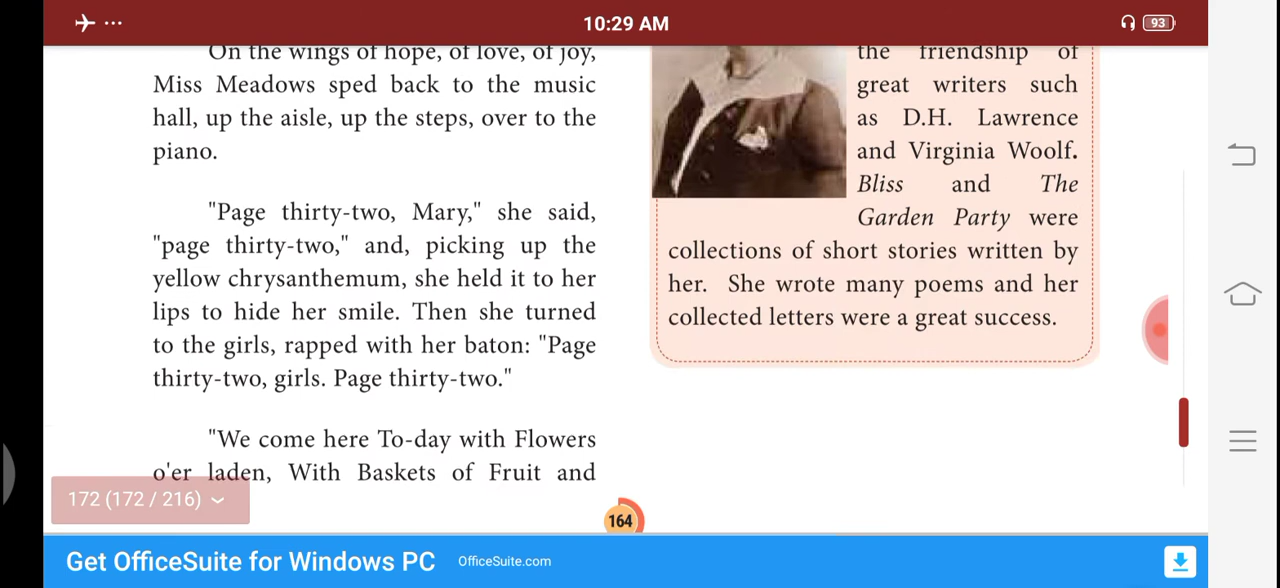 10:29 AM
93
On the wings of hope, of love, of joy,
Miss Meadows sped back to the music
hall, up the aisle, up the steps, over to the
piano.
"Page thirty-two, Mary," she said,
"page thirty-two," and, picking up the
yellow chrysanthemum, she held it to her
lips to hide her smile. Then she turned
to the girls, rapped with her baton: "Page
thirty-two, girls. Page thirty-two."
"We come here To-day with Flowers
o'er laden, With Baskets of Fruit and
the friendship of
great writers such
as D.H. Lawrence
and Virginia Woolf.
Bliss and The
Garden Party were
collections of short stories written by
her. She wrote many poems and her
collected letters were a great success.
172 (172 / 216)
164
Get OfficeSuite for Windows PC OfficeSuite.com